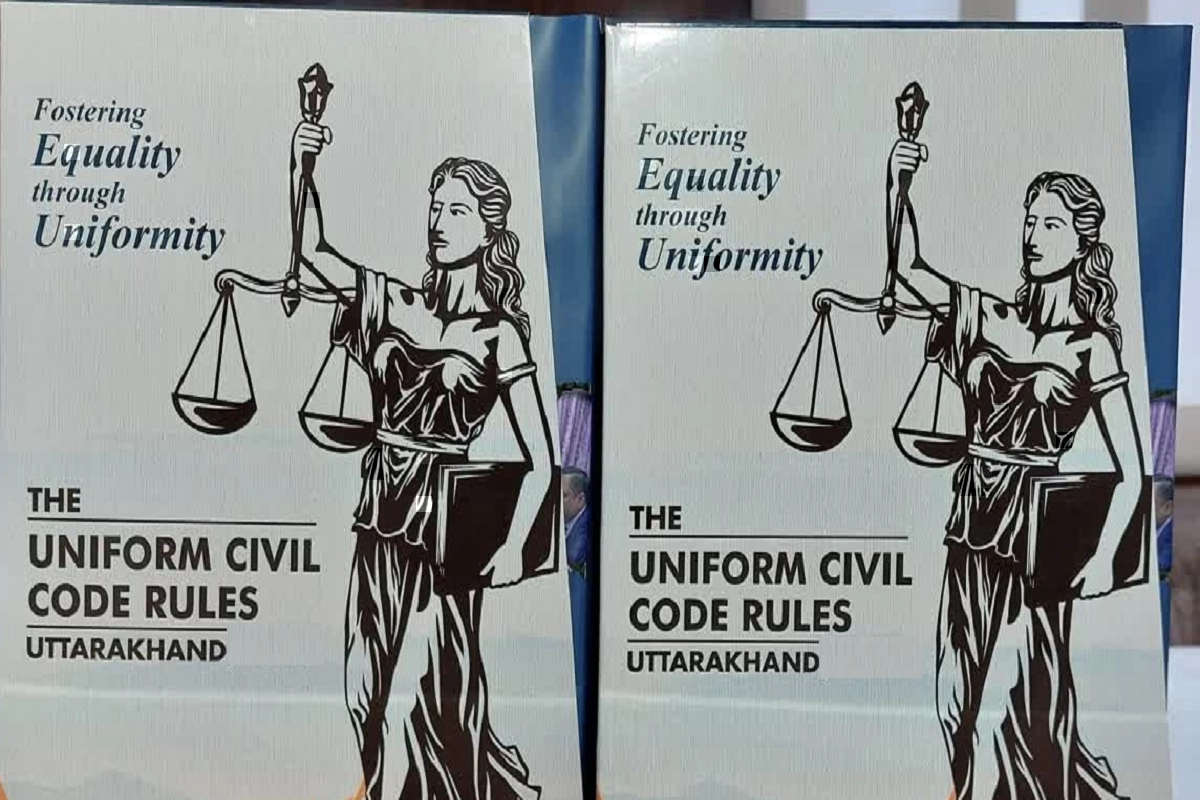 Fostering
Equality
through
Uniformity
THE
UNIFORM CIVIL
CODE RULES
UTTARAKHAND
Fostering
Equality
through
Uniformity
THE
UNIFORM CIVIL
CODE RULES
UTTARAKHAND